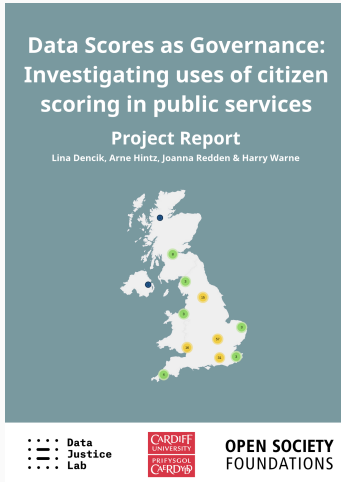 Data Scores as Governance:
Investigating uses of citizen
scoring in public services
Project Report
Lina Dencik, Arne Hintz, Joanna Redden & Harry Warne
Data
Justice
Lab
CARDIFF
UNIVERSITY
PRIFYSGOL
CAERDYDD
OPEN SOCIETY
FOUNDATIONS